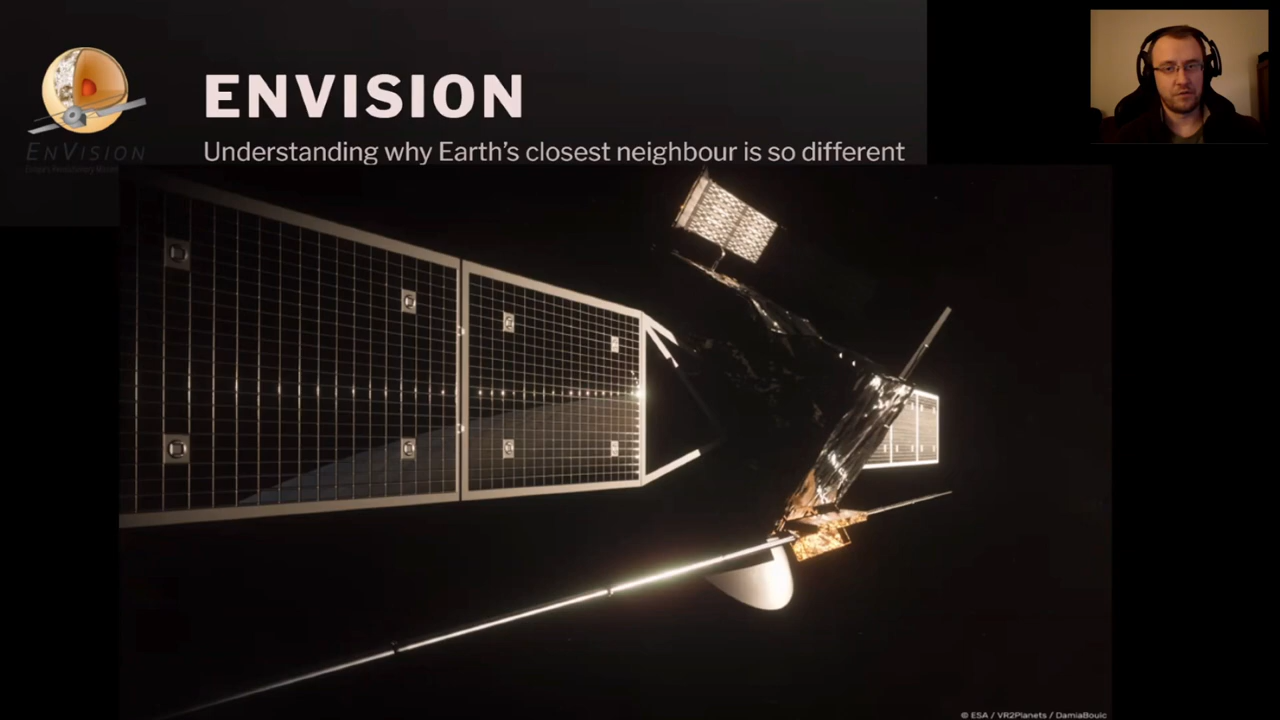 ENVISION
Understanding why Earth's closest neighbour is so different
ENVISION
© ESA / VR2Planets / DamiaBouic